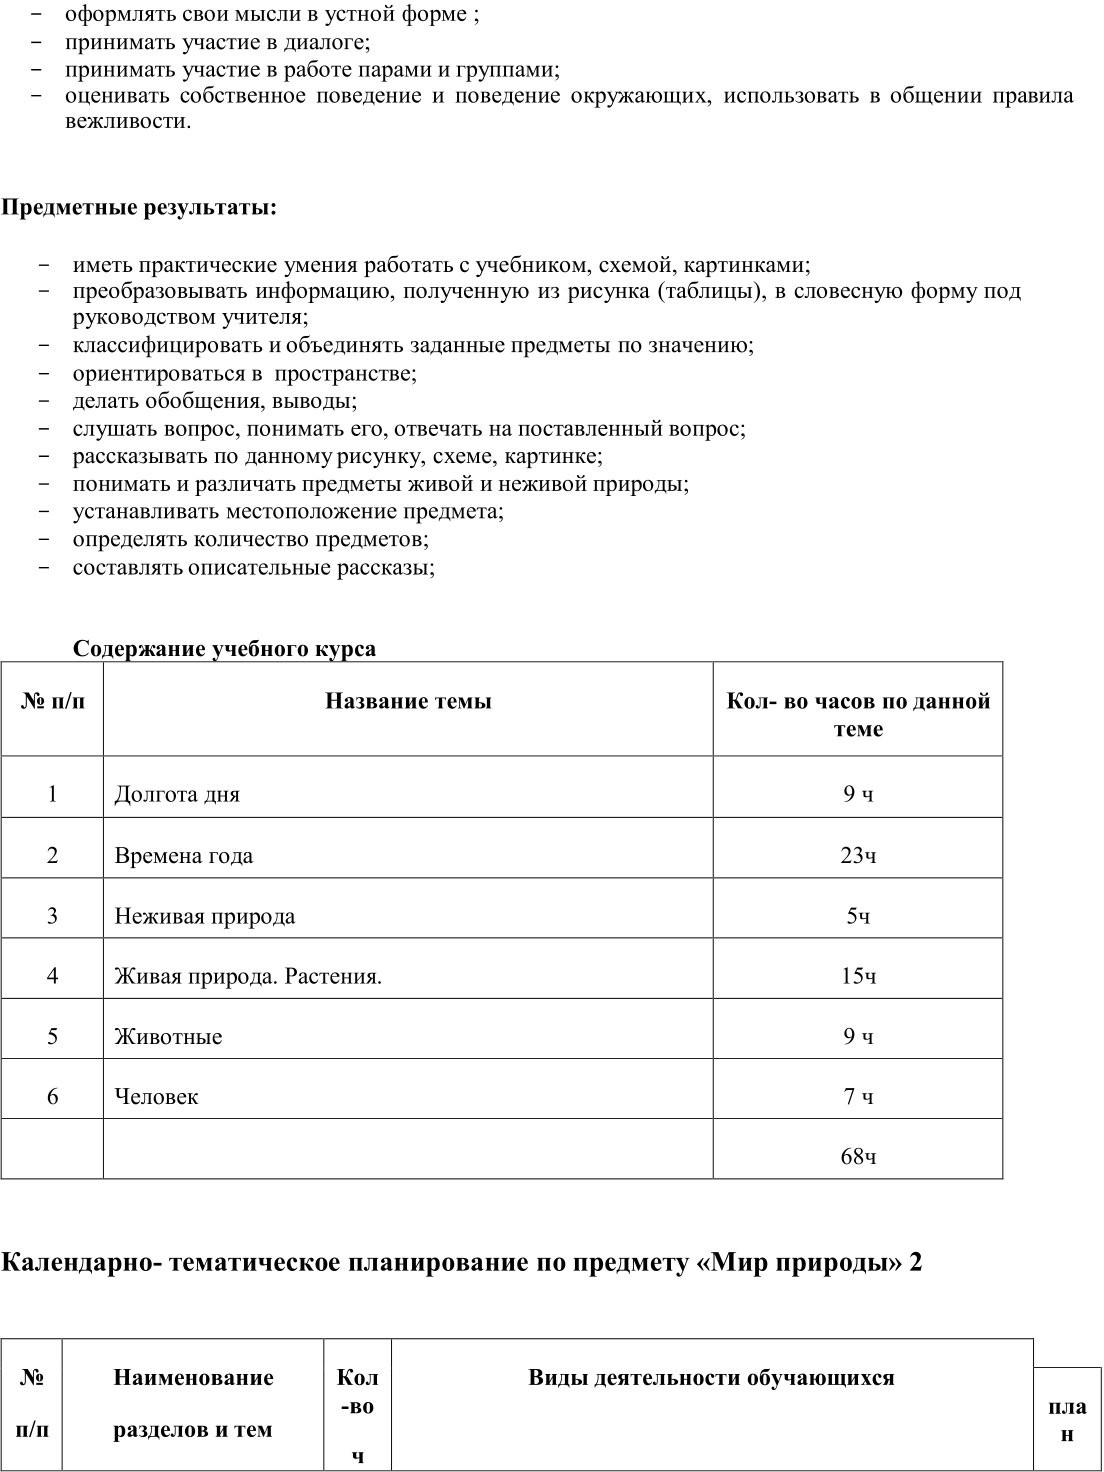 – оформлять свои мысли в устной форме ;
– принимать участие в диалоге;
– принимать участие в работе парами и группами;
– оценивать собственное поведение и поведение окружающих, использовать в общении правила
вежливости.
Предметные результаты:
– иметь практические умения работать с учебником, схемой, картинками;
– преобразовывать информацию, полученную из рисунка (таблицы), в словесную форму под
руководством учителя;
– классифицировать и объединять заданные предметы по значению;
– ориентироваться в пространстве;
– делать обобщения, выводы;
– слушать вопрос, понимать его, отвечать на поставленный вопрос;
– рассказывать по данному рисунку, схеме, картинке;
– понимать и различать предметы живой и неживой природы;
– устанавливать местоположение предмета;
– определять количество предметов;
– составлять описательные рассказы;
Содержание учебного курса
№ п/п Название темы Кол- во часов по данной
теме
1 Долгота дня 9 ч
2 Времена года 23ч
3 Неживая природа 5ч
4 Живая природа. Растения. 15ч
5 Животные 9 ч
6 Человек 7 ч
68ч
Календарно- тематическое планирование по предмету «Мир природы» 2
№ Наименование Кол Виды деятельности обучающихся
-во пла
п/п разделов и тем н
ч